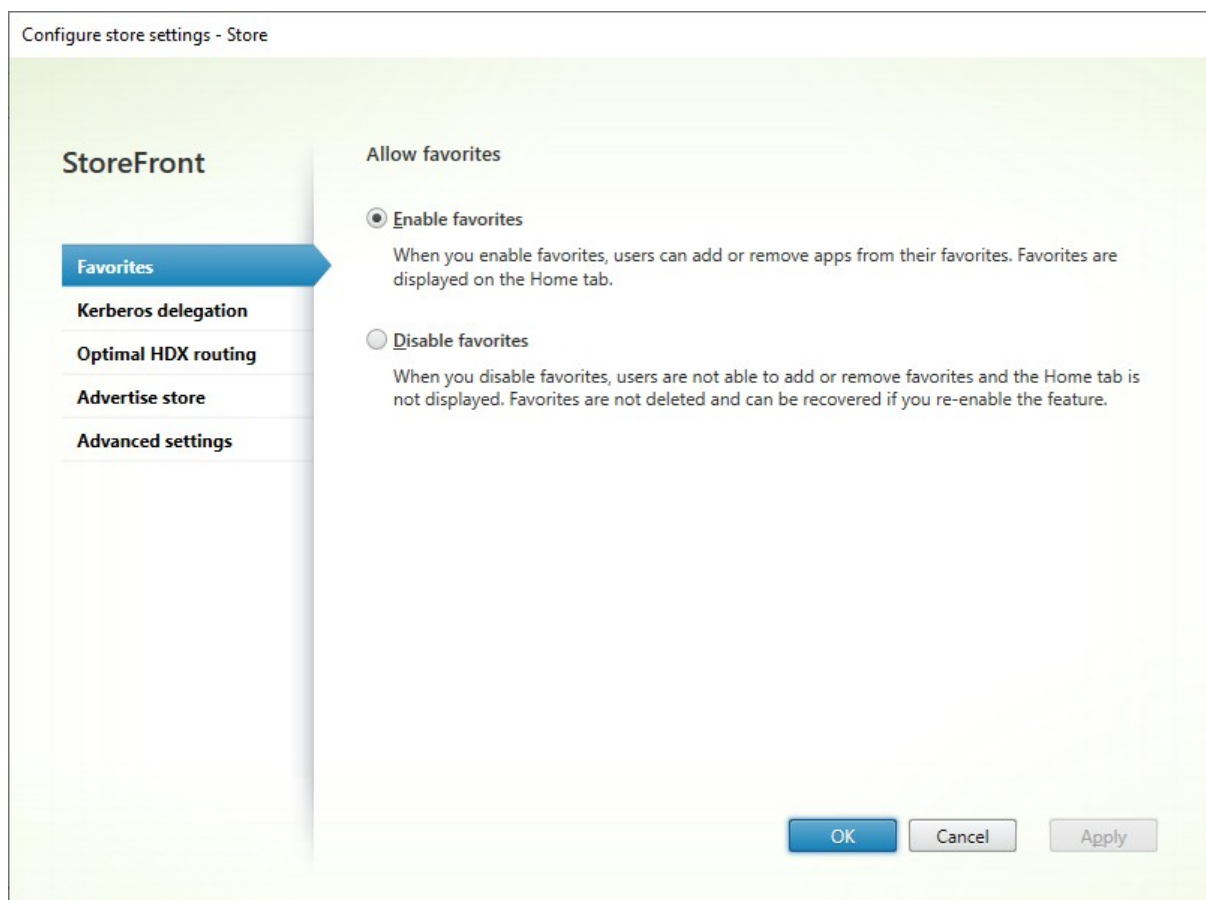 Configure store settings - Store
StoreFront
Favorites
Kerberos delegation
Optimal HDX routing
Advertise store
Advanced settings
Allow favorites
Enable favorites
When you enable favorites, users can add or remove apps from their favorites. Favorites are
displayed on the Home tab.
Disable favorites
When you disable favorites, users are not able to add or remove favorites and the Home tab is
not displayed. Favorites are not deleted and can be recovered if you re-enable the feature.
OK
Cancel
Apply